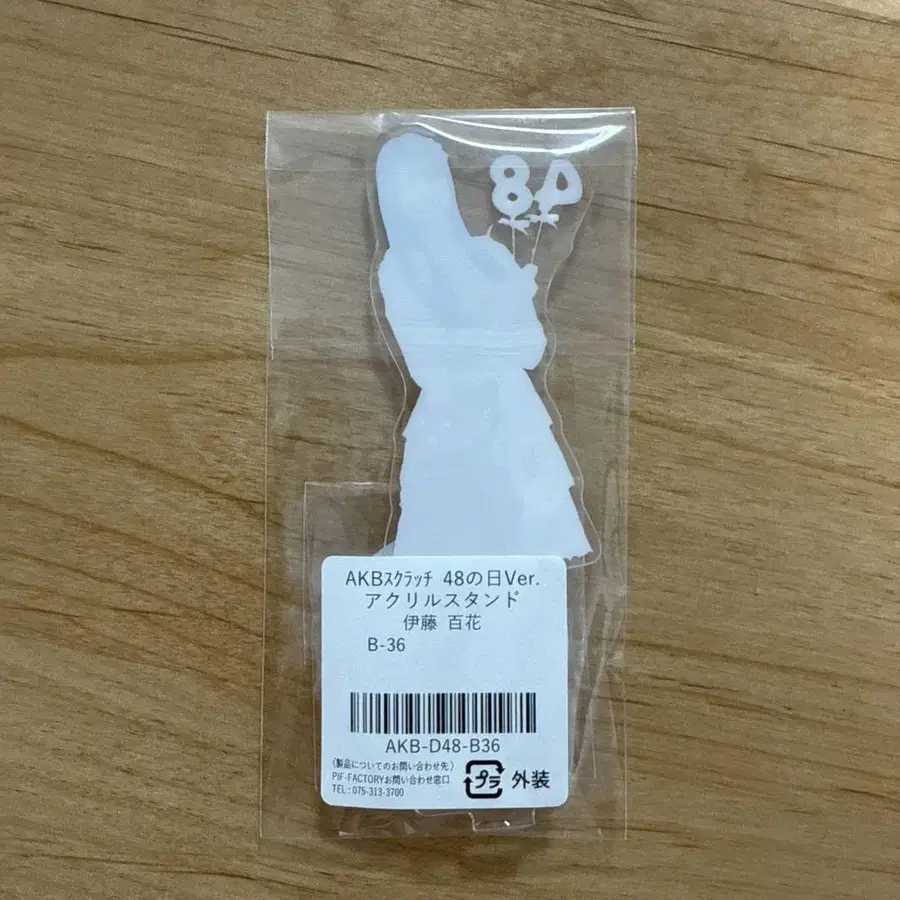 84
AKBｽｸﾗｯﾁ 48の日Ver.
アクリルスタンド
伊藤 百花
B-36
AKB-D48-B36
(製品についてのお問い合わせ先)
PIF-FACTORYお問い合わせ窓口
TEL:075-313-3700
プラ 外装